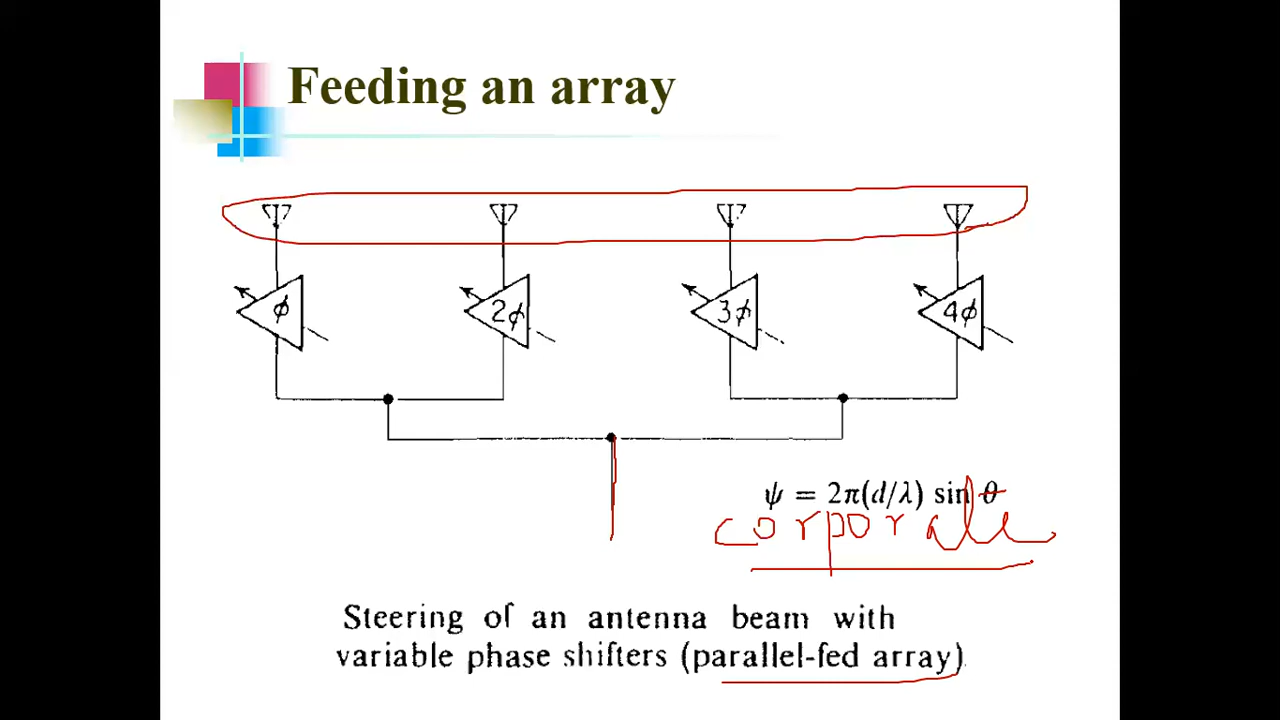 Feeding an array
ϕ 2ϕ 3ϕ 4ϕ
ψ = 2π(d/λ) sin θ
corporate
Steering of an antenna beam with
variable phase shifters (parallel-fed array)